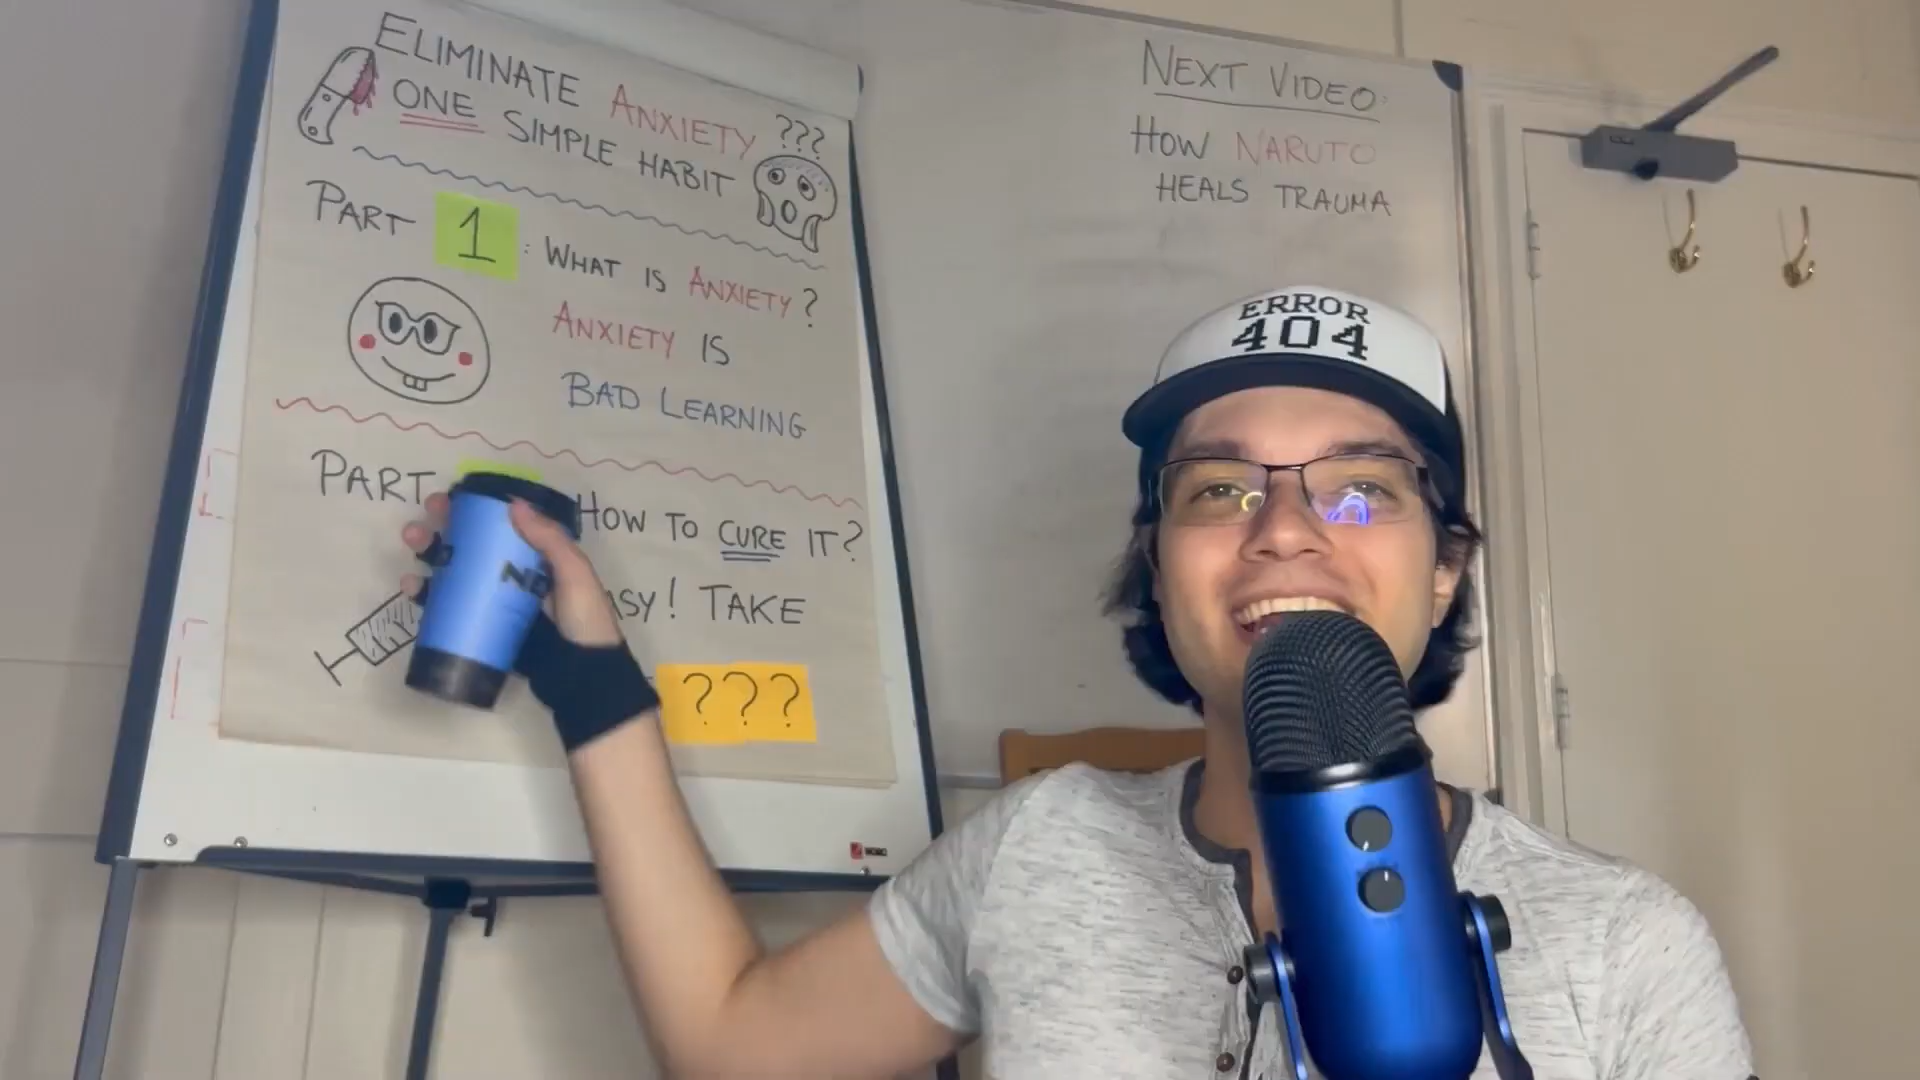 ELIMINATE ANXIETY ???
ONE SIMPLE HABIT
PART 1: WHAT IS ANXIETY?
ANXIETY IS
BAD LEARNING
PART HOW TO CURE IT?
TAKE
???
NEXT VIDEO:
HOW NARUTO
HEALS TRAUMA
ERROR
404